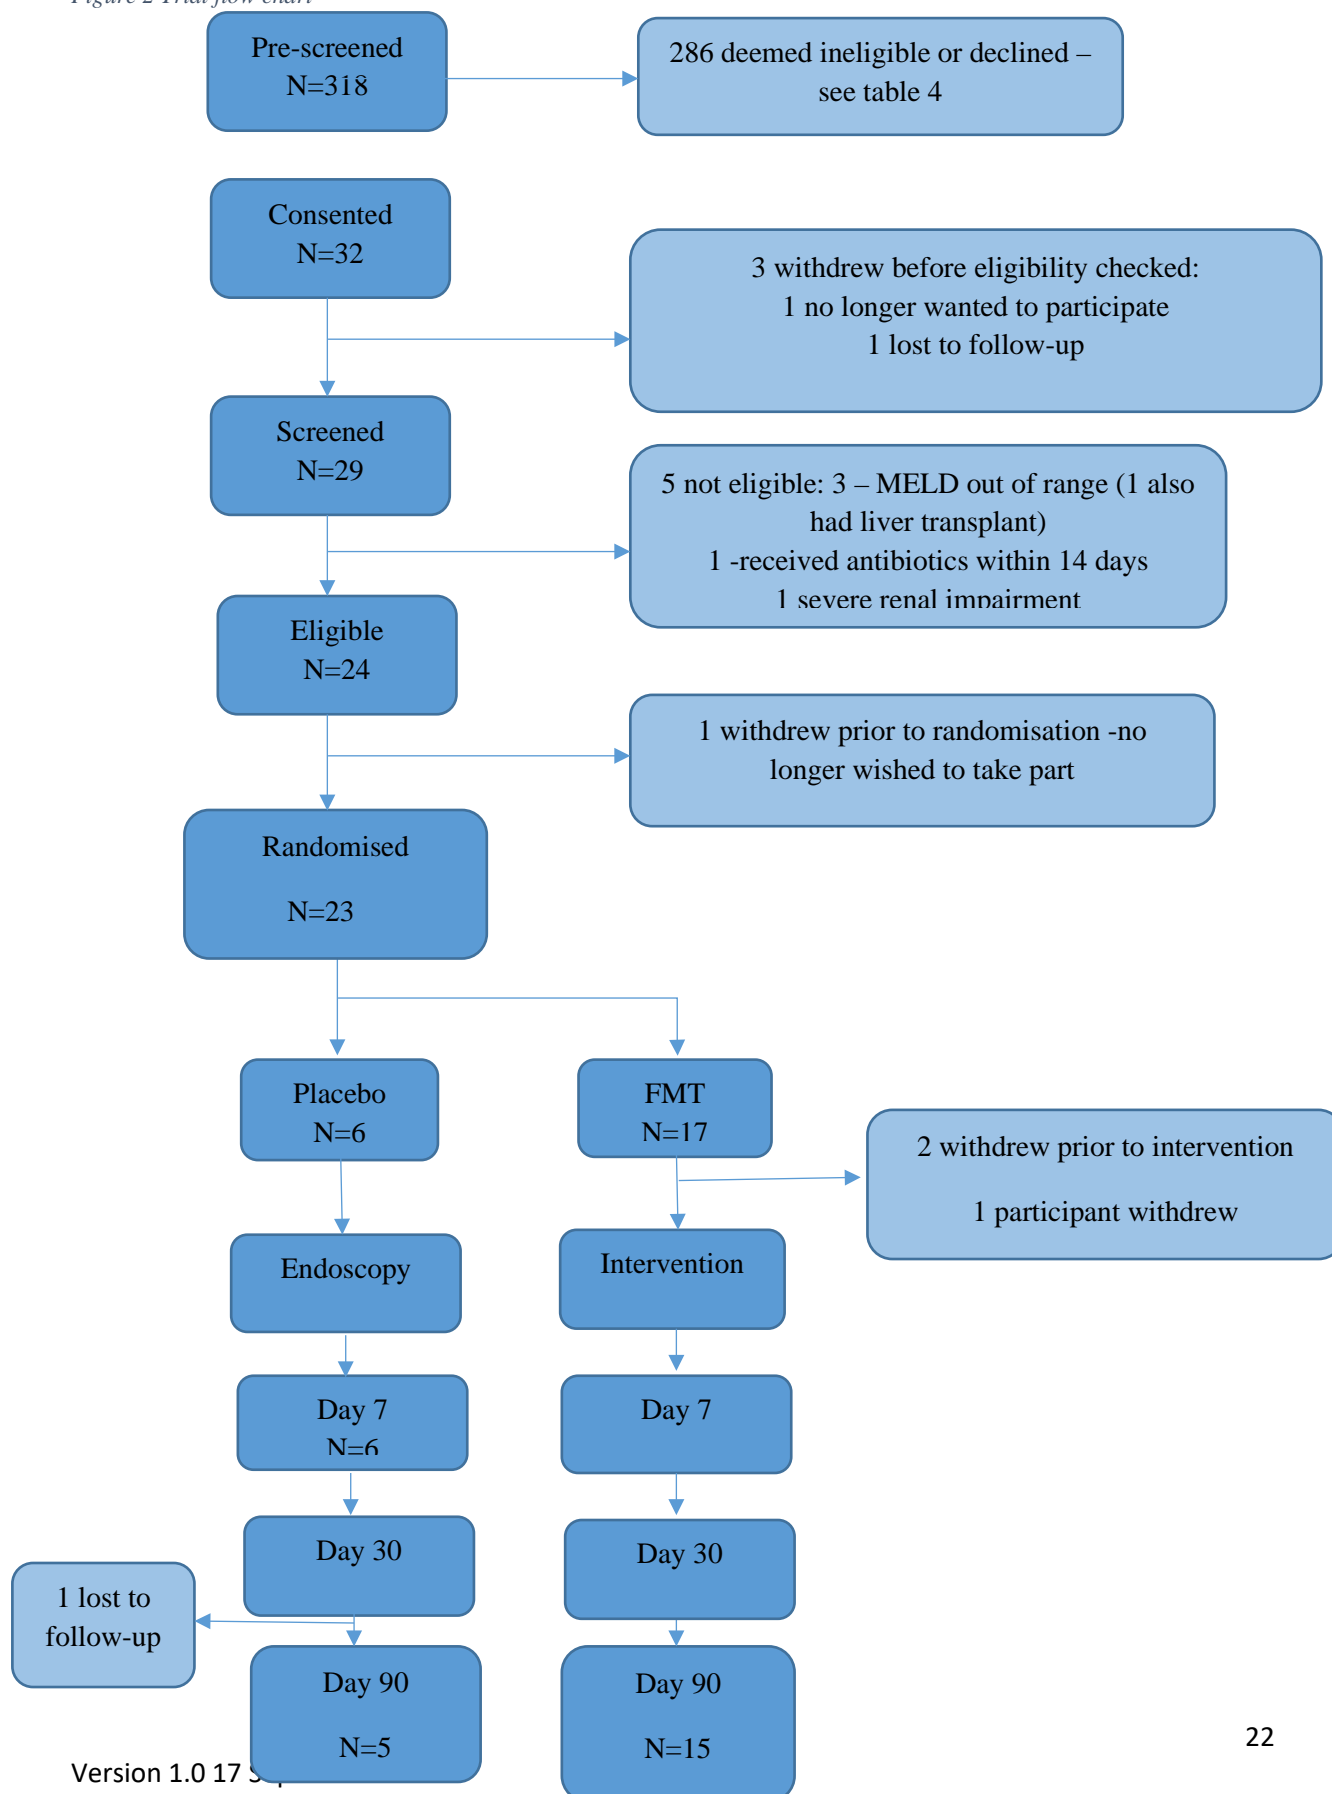 Figure 2 Trial flow chart
Pre-screened
N=318
286 deemed ineligible or declined –
see table 4
Consented
N=32
3 withdrew before eligibility checked:
1 no longer wanted to participate
1 lost to follow-up
Screened
N=29
5 not eligible: 3 – MELD out of range (1 also
had liver transplant)
1 -received antibiotics within 14 days
1 severe renal impairment
Eligible
N=24
1 withdrew prior to randomisation -no
longer wished to take part
Randomised
N=23
Placebo
N=6
FMT
N=17
2 withdrew prior to intervention
1 participant withdrew
Endoscopy
Intervention
Day 7
N=6
Day 7
Day 30
Day 30
1 lost to
follow-up
Day 90
N=5
Day 90
N=15
22
Version 1.0 17